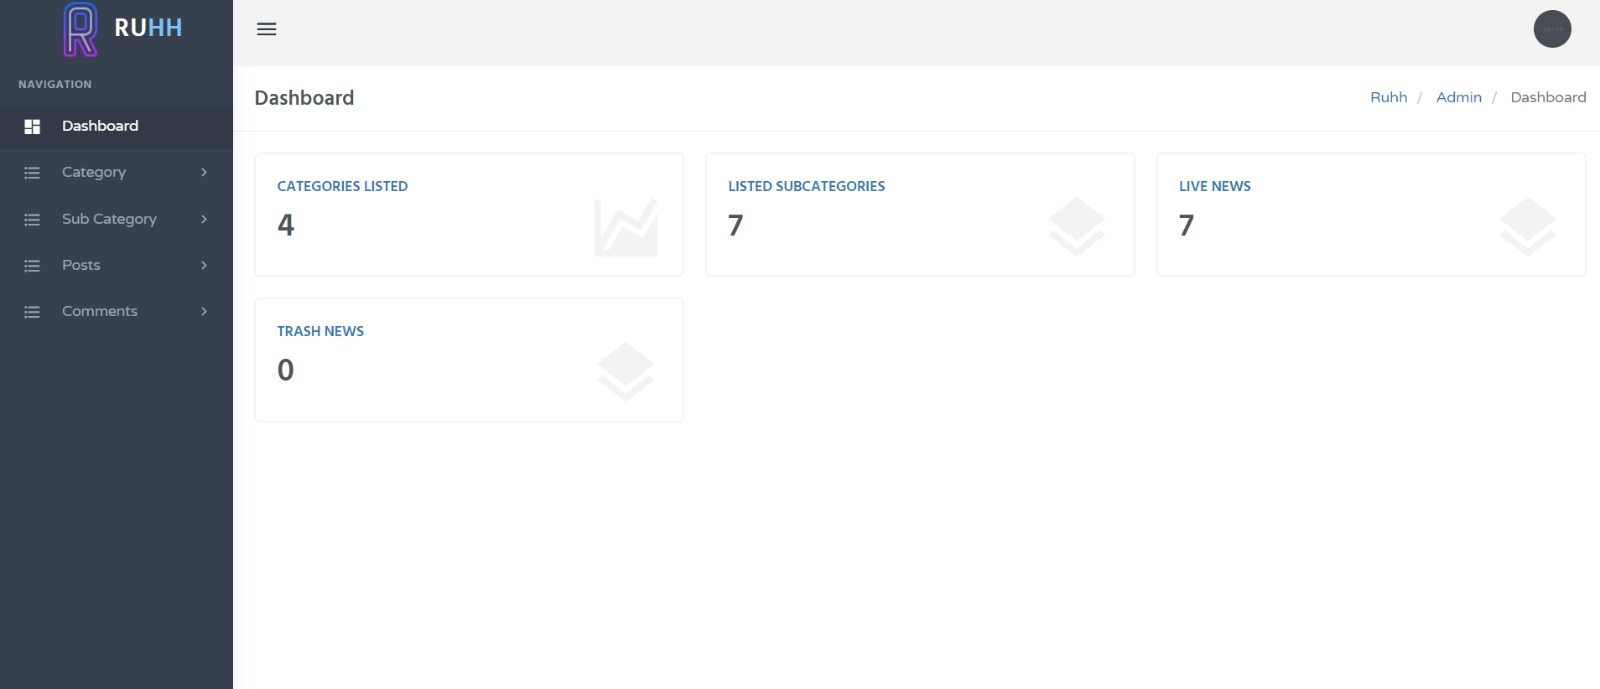 RUHH
NAVIGATION
Dashboard
Category
Sub Category
Posts
Comments
Dashboard
Ruhh / Admin / Dashboard
CATEGORIES LISTED
4
LISTED SUBCATEGORIES
7
LIVE NEWS
7
TRASH NEWS
0